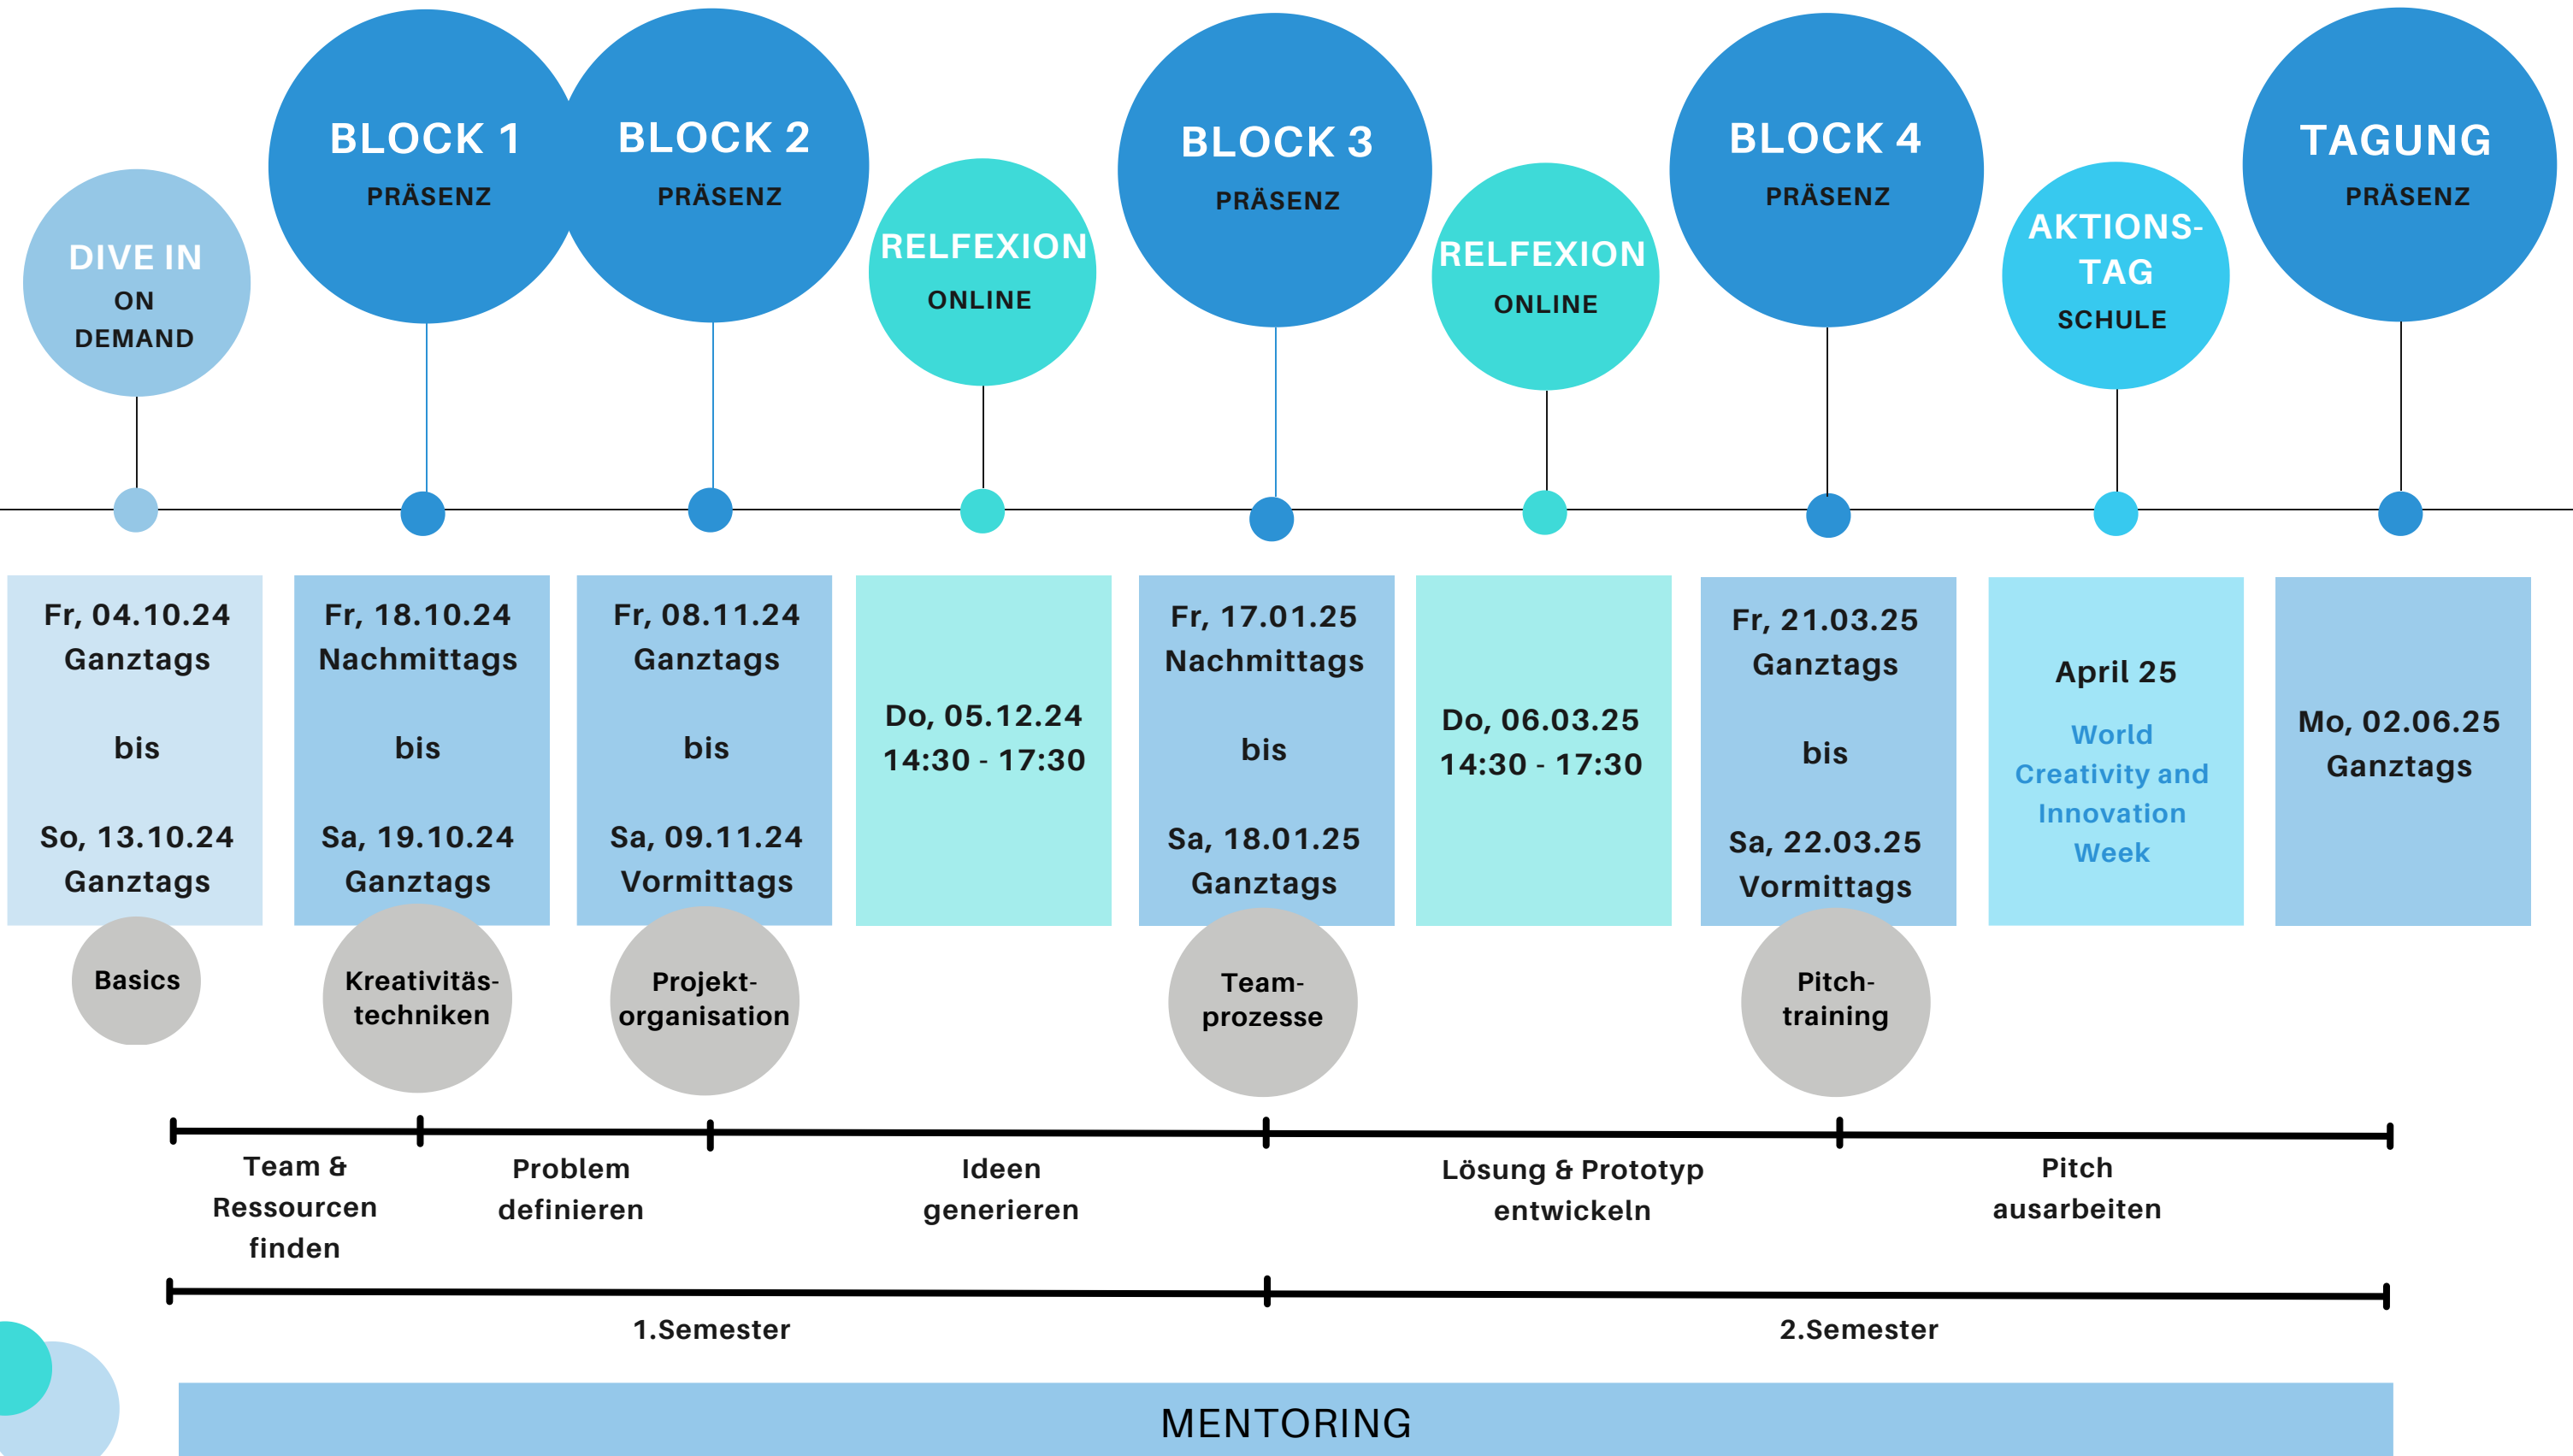 DIVE IN
ON
DEMAND
BLOCK 1
PRÄSENZ
BLOCK 2
PRÄSENZ
RELFEXION
ONLINE
BLOCK 3
PRÄSENZ
RELFEXION
ONLINE
BLOCK 4
PRÄSENZ
AKTIONS-
TAG
SCHULE
TAGUNG
PRÄSENZ
Fr, 04.10.24
Ganztags
bis
So, 13.10.24
Ganztags
Fr, 18.10.24
Nachmittags
bis
Sa, 19.10.24
Ganztags
Fr, 08.11.24
Ganztags
bis
Sa, 09.11.24
Vormittags
Do, 05.12.24
14:30 - 17:30
Fr, 17.01.25
Nachmittags
bis
Sa, 18.01.25
Ganztags
Do, 06.03.25
14:30 - 17:30
Fr, 21.03.25
Ganztags
bis
Sa, 22.03.25
Vormittags
April 25
World
Creativity and
Innovation
Week
Mo, 02.06.25
Ganztags
Basics
Kreativitäs-
techniken
Projekt-
organisation
Team-
prozesse
Pitch-
training
Team &
Ressourcen
finden
Problem
definieren
Ideen
generieren
Lösung & Prototyp
entwickeln
Pitch
ausarbeiten
1.Semester
2.Semester
MENTORING